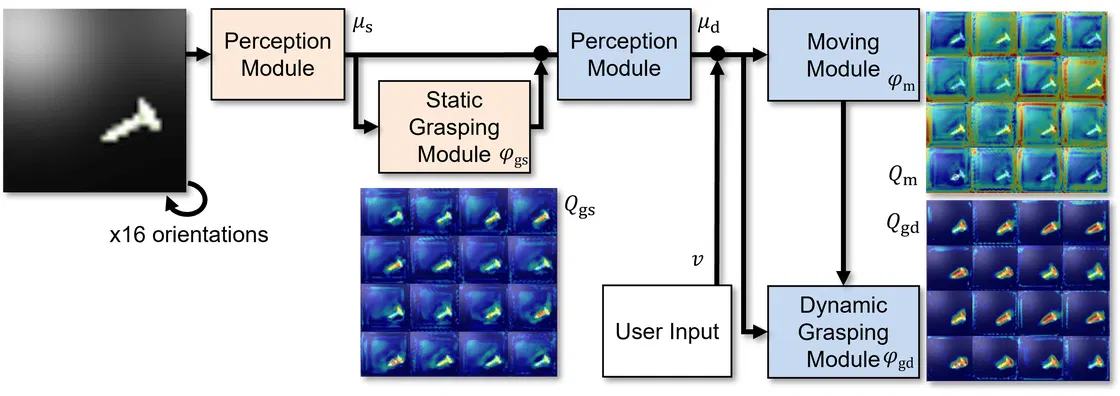 Perception
Module
μs
Static
Grasping
Module φgs
Perception
Module
μd
Moving
Module
φm
x16 orientations
Qgs
v
User Input
Dynamic
Grasping
Module φgd
Qm
Qgd